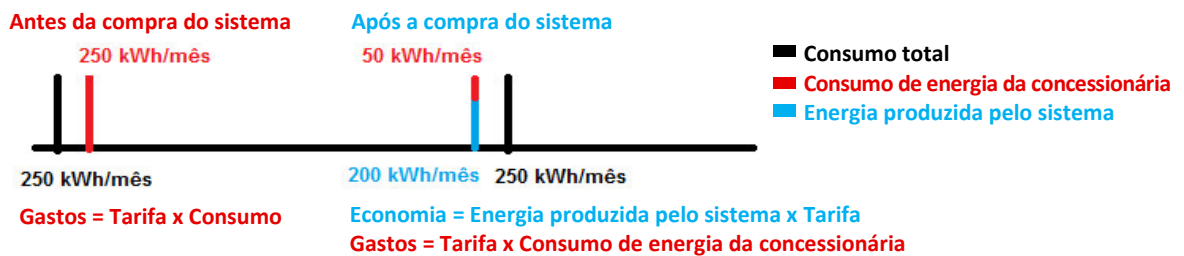 Antes da compra do sistema
250 kWh/mês
250 kWh/mês
Gastos = Tarifa x Consumo
Após a compra do sistema
50 kWh/mês
200 kWh/mês
250 kWh/mês
Economia = Energia produzida pelo sistema x Tarifa
Gastos = Tarifa x Consumo de energia da concessionária
Consumo total
Consumo de energia da concessionária
Energia produzida pelo sistema